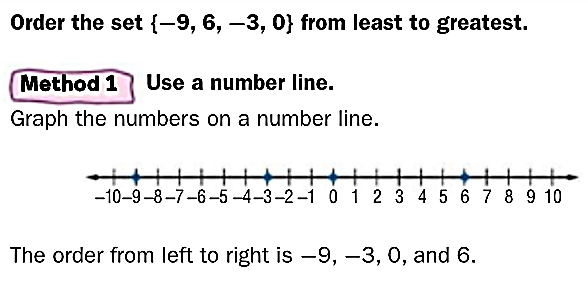 Order the set {−9, 6, −3, 0} from least to greatest.
Method 1 Use a number line.
Graph the numbers on a number line.
−10−9−8−7−6−5 −4−3−2−1 0 1 2 3 4 5 6 7 8 9 10
The order from left to right is −9, −3, 0, and 6.